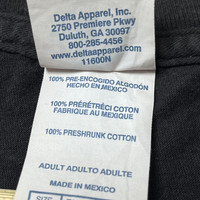 Delta Apparel, Inc.
2750 Premiere Pkwy
Duluth, GA 30097
800-285-4456
www.deltaapparel.com
11600N
100% PRE-ENCOGIDO ALGODÓN
HECHO EN MEXICO
100% PRÉRÉTRÉCI COTON
FABRIQUE AU MEXIQUE
100% PRESHRUNK COTTON
ADULT ADULTO ADULTE
MADE IN MEXICO
SIZE